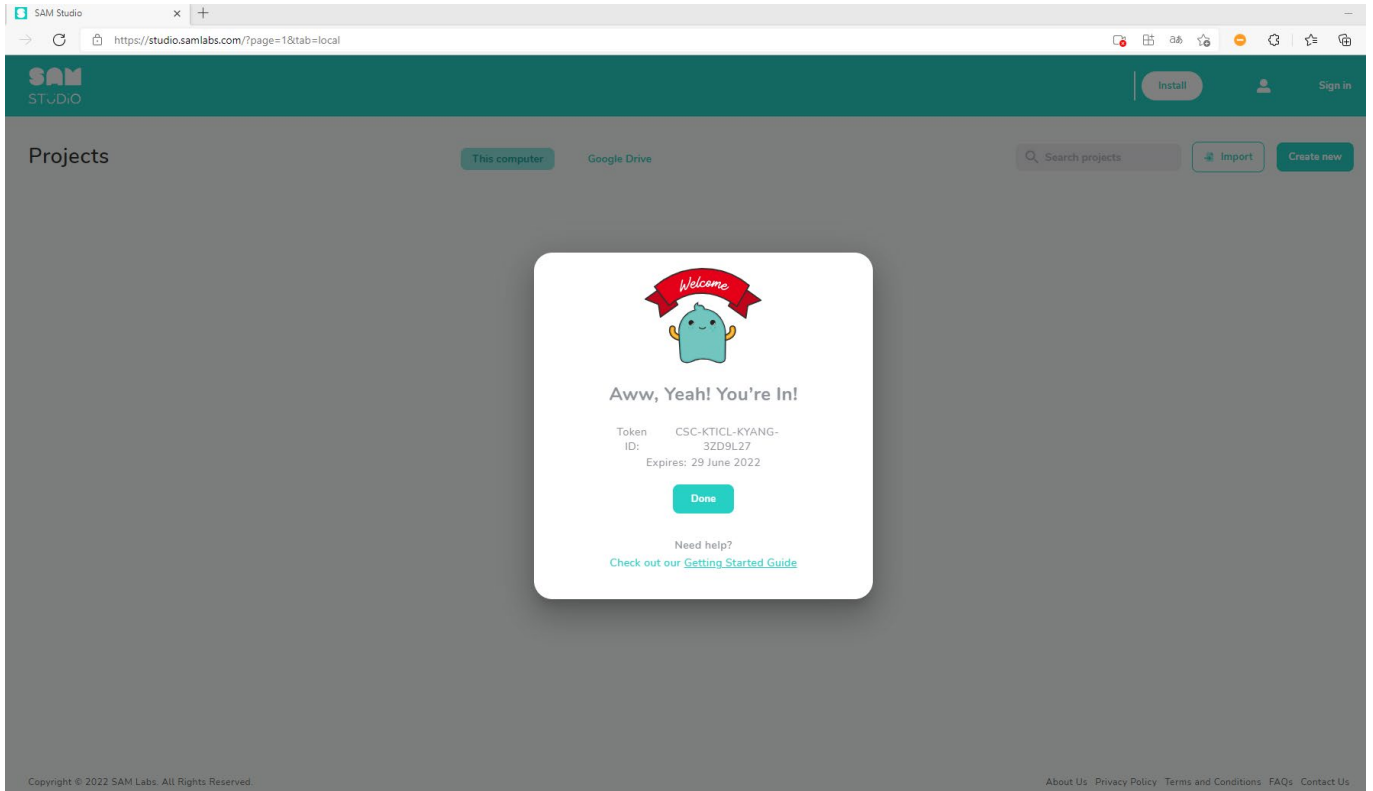 SAM Studio
https://studio.samlabs.com/?page=1&tab=local
SAM
STUDIO
Install
Sign in
Projects
This computer
Google Drive
Search projects
Import
Create new
Welcome
Aww, Yeah! You're In!
Token ID: CSC-KTICL-KYANG-3ZD9L27
Expires: 29 June 2022
Done
Need help?
Check out our Getting Started Guide
Copyright © 2022 SAM Labs. All Rights Reserved.
About Us Privacy Policy Terms and Conditions FAQs Contact Us